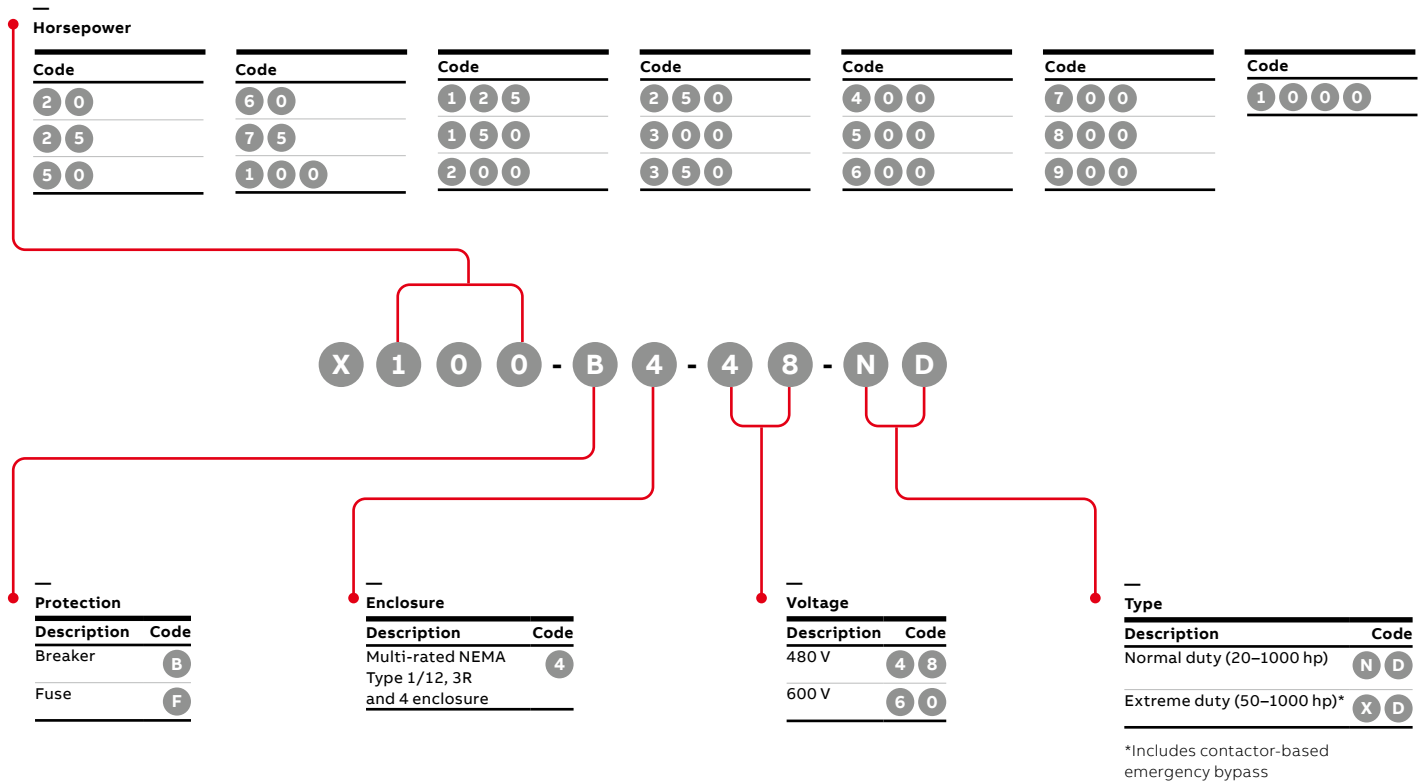 —
Horsepower
Code Code Code Code Code Code Code
20 60 125 250 400 700 1000
25 75 150 300 500 800
50 100 200 350 600 900
X100-B4-48-ND
—
Protection
Description Code
Breaker B
Fuse F
—
Enclosure
Description Code
Multi-rated NEMA 4
Type 1/12, 3R
and 4 enclosure
—
Voltage
Description Code
480 V 48
600 V 60
—
Type
Description Code
Normal duty (20–1000 hp) ND
Extreme duty (50–1000 hp)* XD
*Includes contactor-based
emergency bypass